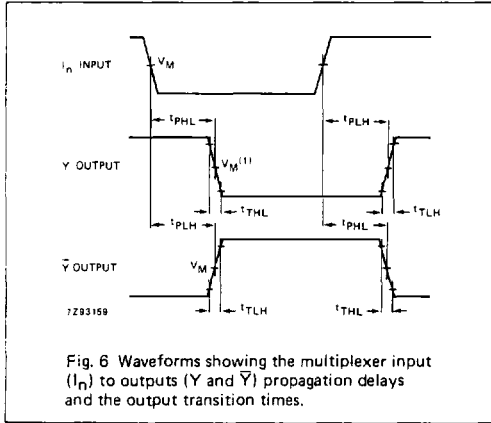 In INPUT
VM
tPHL
tPLH
Y OUTPUT
VM(1)
tTHL
tTLH
tPLH
tPHL
Y̅ OUTPUT
VM
tTLH
tTHL
7Z93159
Fig. 6 Waveforms showing the multiplexer input
(In) to outputs (Y and Y̅) propagation delays
and the output transition times.